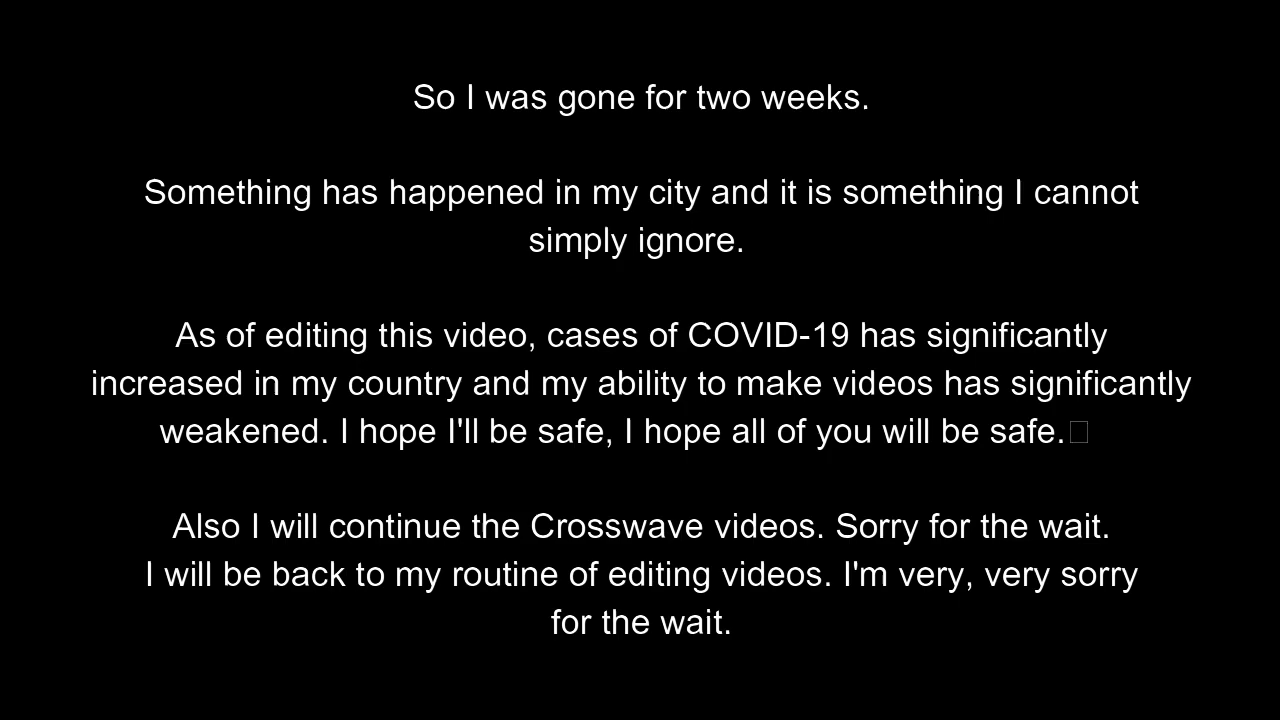 So I was gone for two weeks.
Something has happened in my city and it is something I cannot
simply ignore.
As of editing this video, cases of COVID-19 has significantly
increased in my country and my ability to make videos has significantly
weakened. I hope I'll be safe, I hope all of you will be safe.
Also I will continue the Crosswave videos. Sorry for the wait.
I will be back to my routine of editing videos. I'm very, very sorry
for the wait.